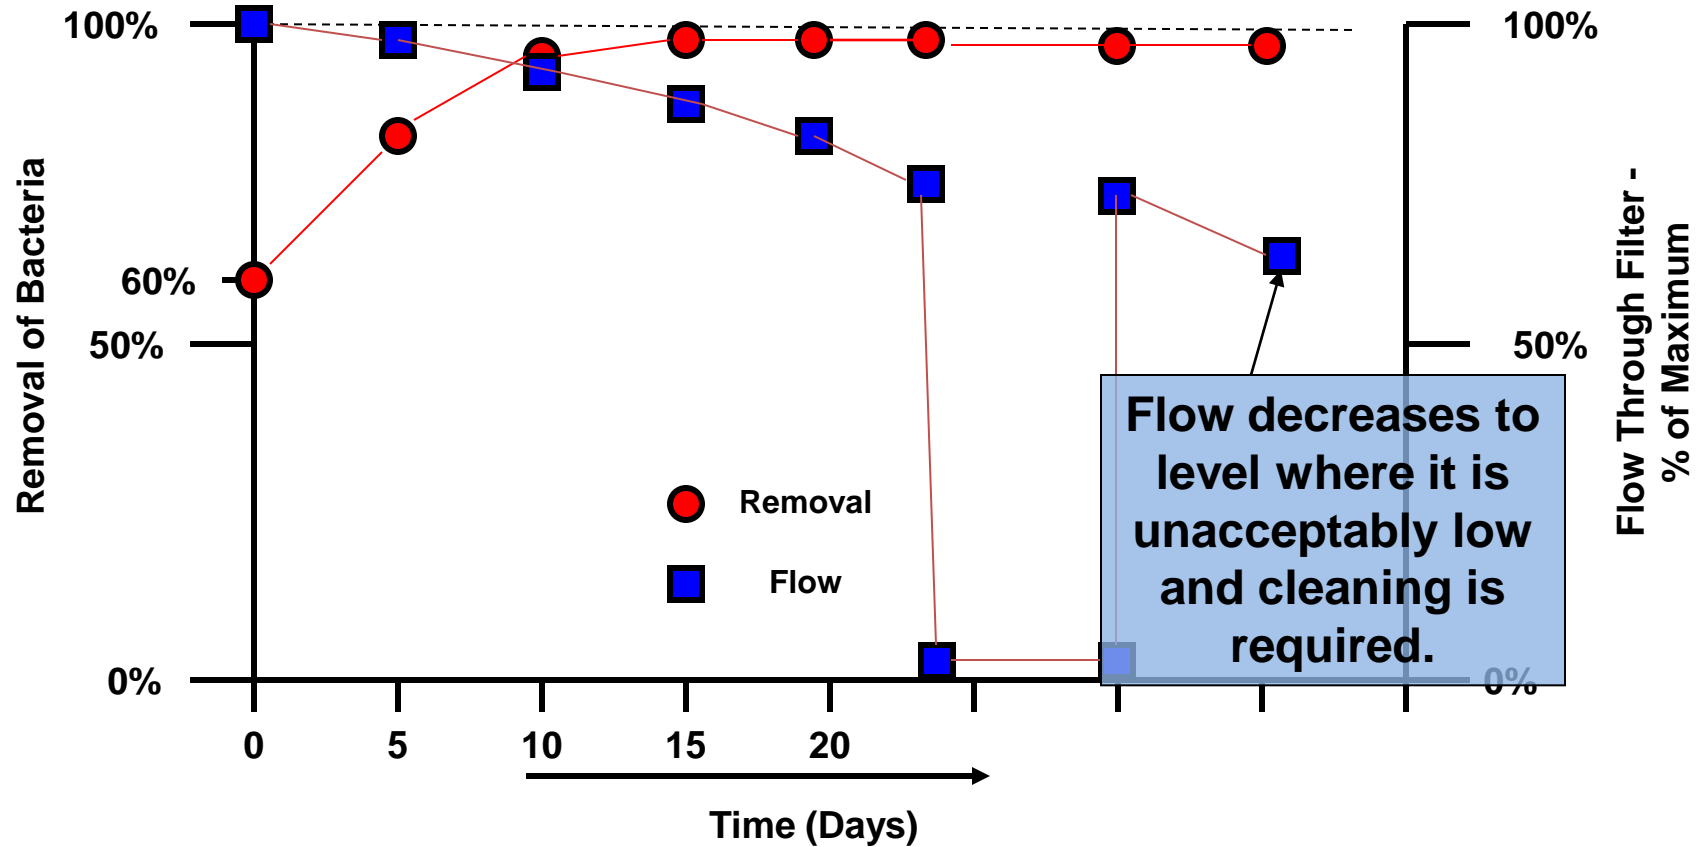 100%
100%
Removal of Bacteria
60%
50%
50%
Flow Through Filter -
% of Maximum
Flow decreases to
level where it is
unacceptably low
and cleaning is
required.
Removal
Flow
0%
0%
0 5 10 15 20
Time (Days)